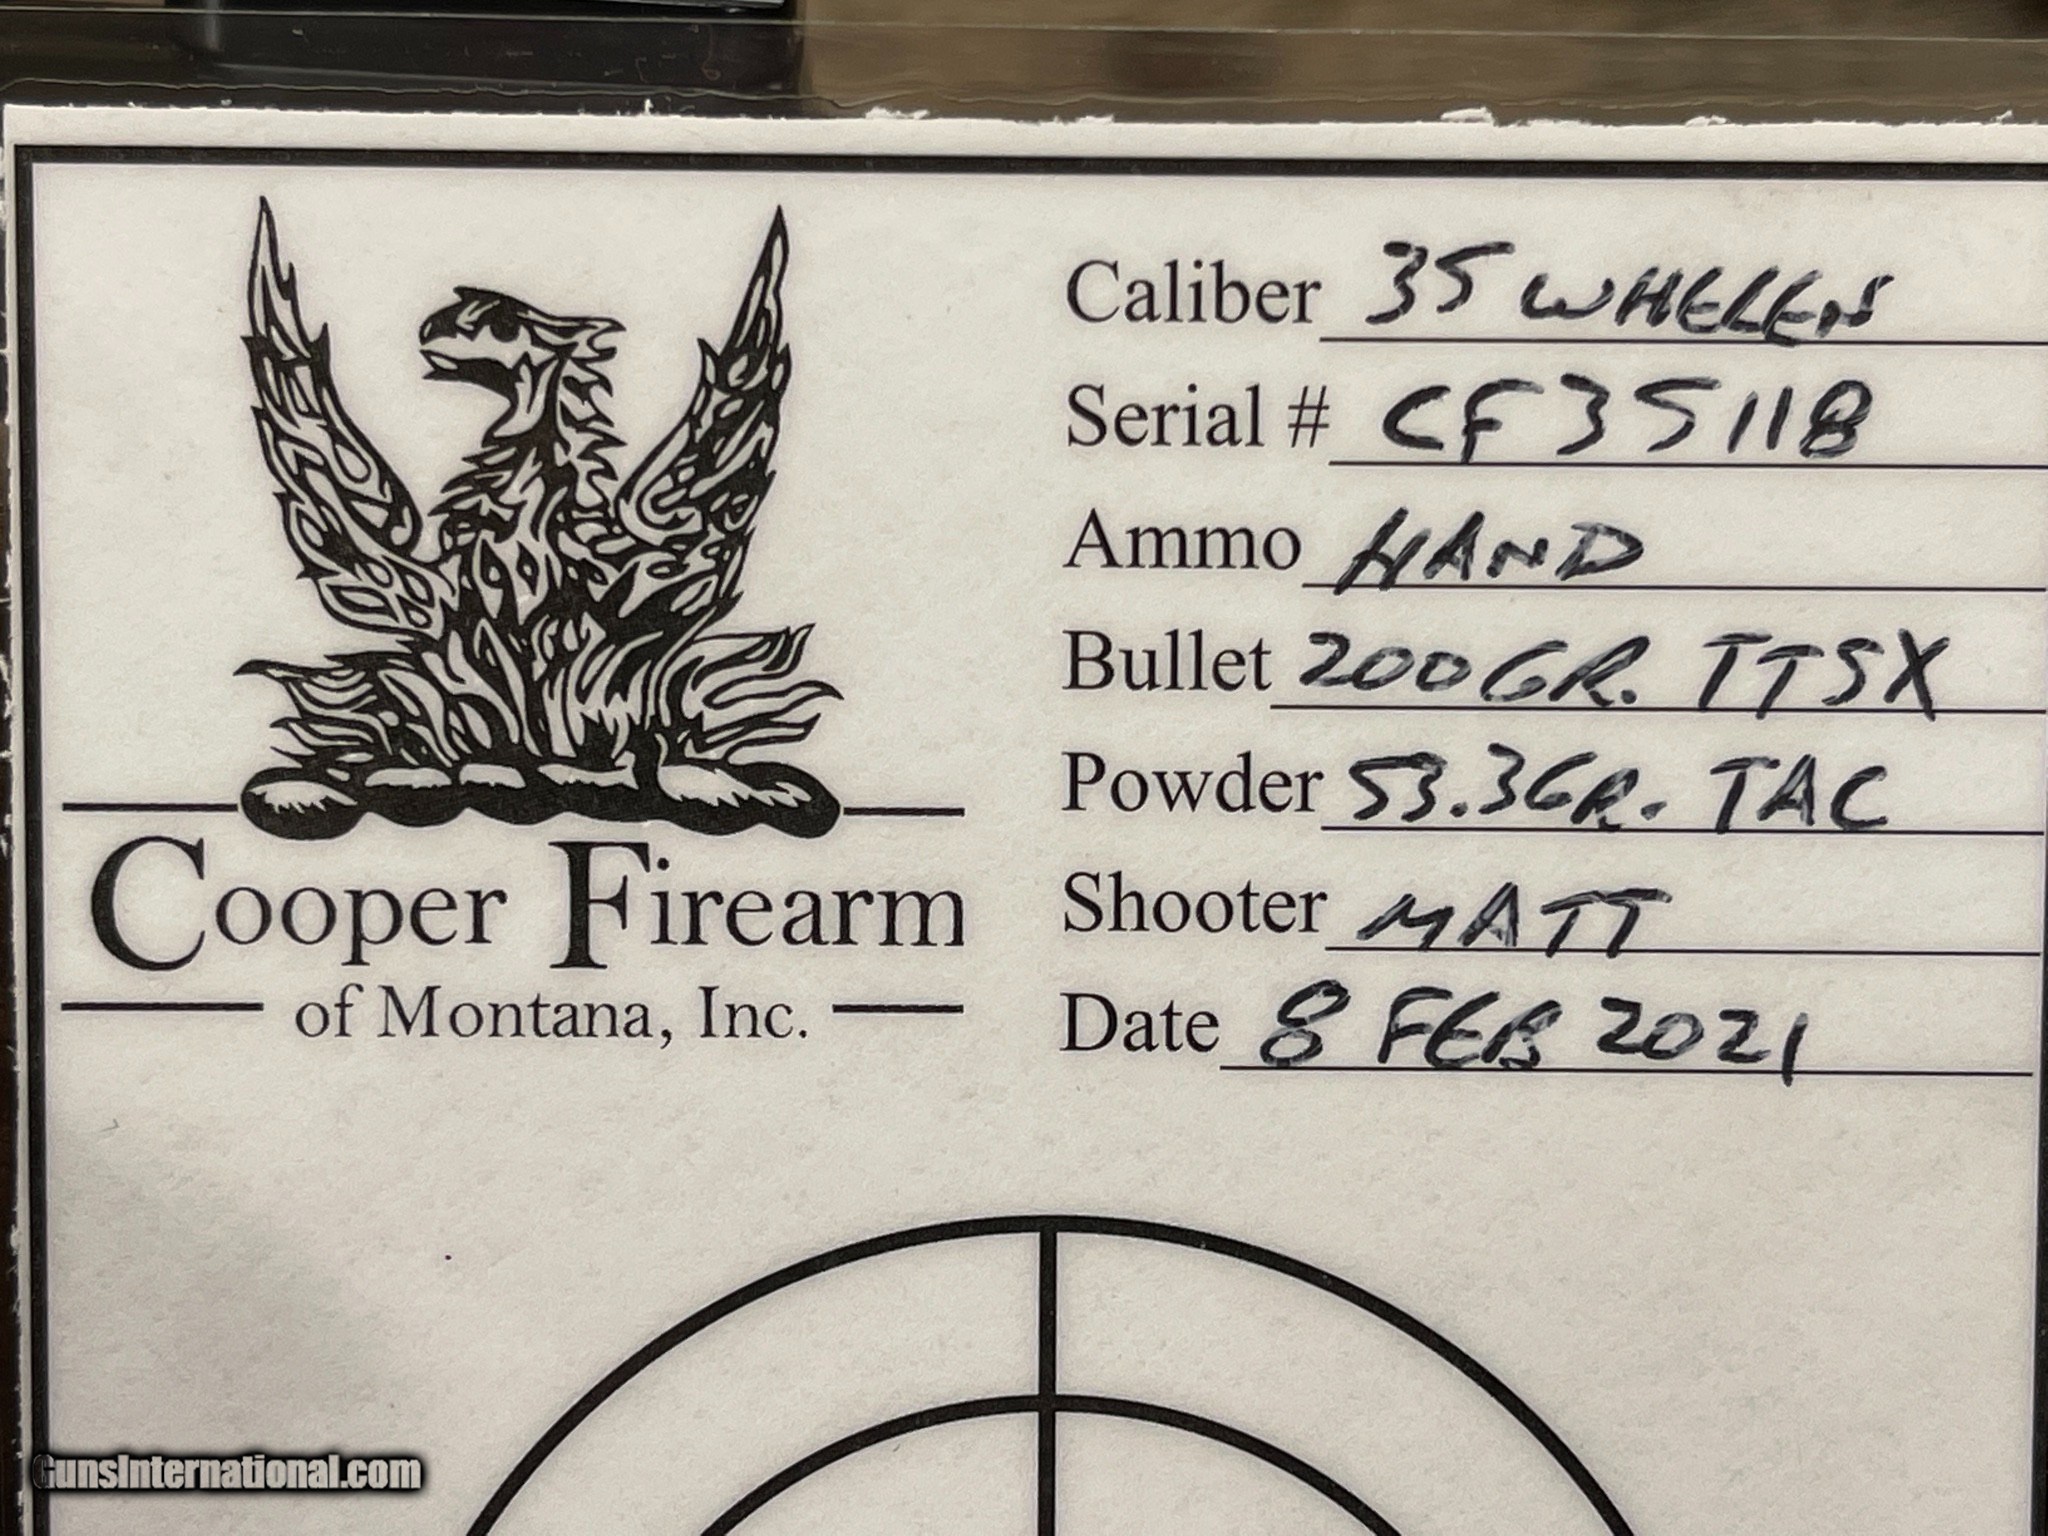 Caliber 35 WHELEN
Serial # CF35118
Ammo HAND
Bullet 200GR. TTSX
Powder 53.3GR. TAC
Shooter MATT
Date 8 FEB 2021
Cooper Firearm
of Montana, Inc.
GunsInternational.com